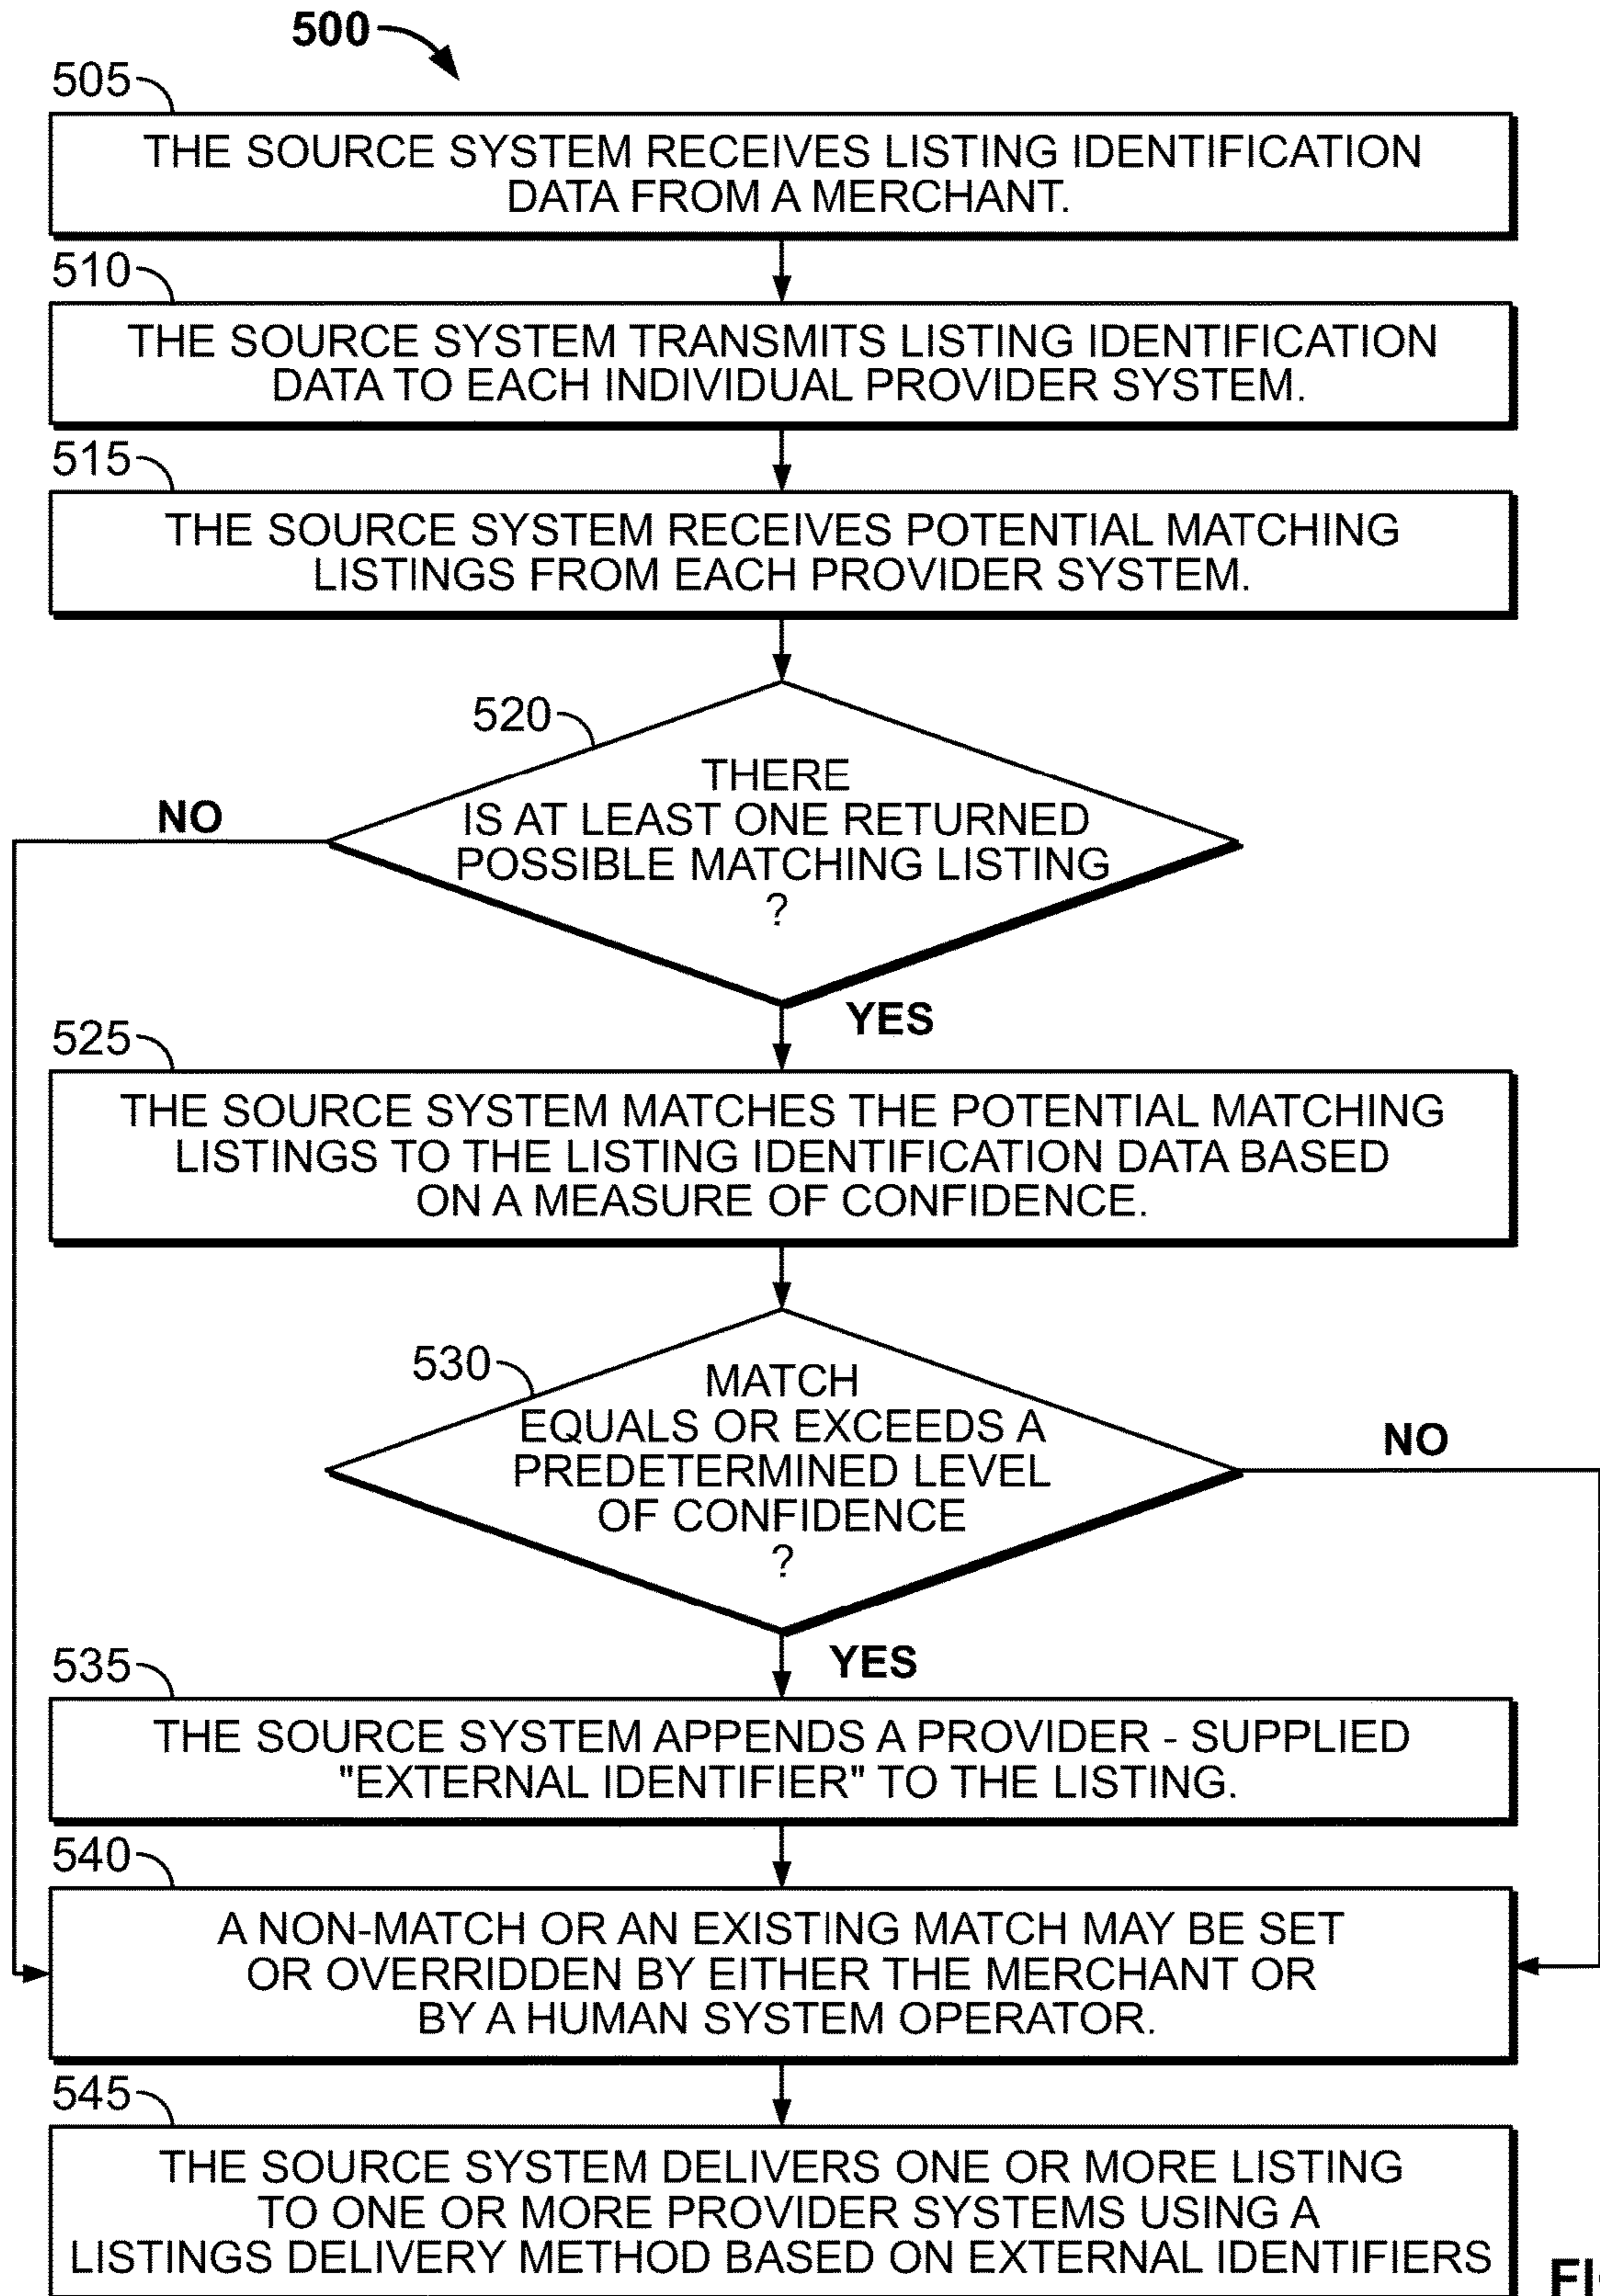 500
505
THE SOURCE SYSTEM RECEIVES LISTING IDENTIFICATION
DATA FROM A MERCHANT.
510
THE SOURCE SYSTEM TRANSMITS LISTING IDENTIFICATION
DATA TO EACH INDIVIDUAL PROVIDER SYSTEM.
515
THE SOURCE SYSTEM RECEIVES POTENTIAL MATCHING
LISTINGS FROM EACH PROVIDER SYSTEM.
520
THERE
IS AT LEAST ONE RETURNED
POSSIBLE MATCHING LISTING
?
NO
YES
525
THE SOURCE SYSTEM MATCHES THE POTENTIAL MATCHING
LISTINGS TO THE LISTING IDENTIFICATION DATA BASED
ON A MEASURE OF CONFIDENCE.
530
MATCH
EQUALS OR EXCEEDS A
PREDETERMINED LEVEL
OF CONFIDENCE
?
NO
YES
535
THE SOURCE SYSTEM APPENDS A PROVIDER - SUPPLIED
"EXTERNAL IDENTIFIER" TO THE LISTING.
540
A NON-MATCH OR AN EXISTING MATCH MAY BE SET
OR OVERRIDDEN BY EITHER THE MERCHANT OR
BY A HUMAN SYSTEM OPERATOR.
545
THE SOURCE SYSTEM DELIVERS ONE OR MORE LISTING
TO ONE OR MORE PROVIDER SYSTEMS USING A
LISTINGS DELIVERY METHOD BASED ON EXTERNAL IDENTIFIERS